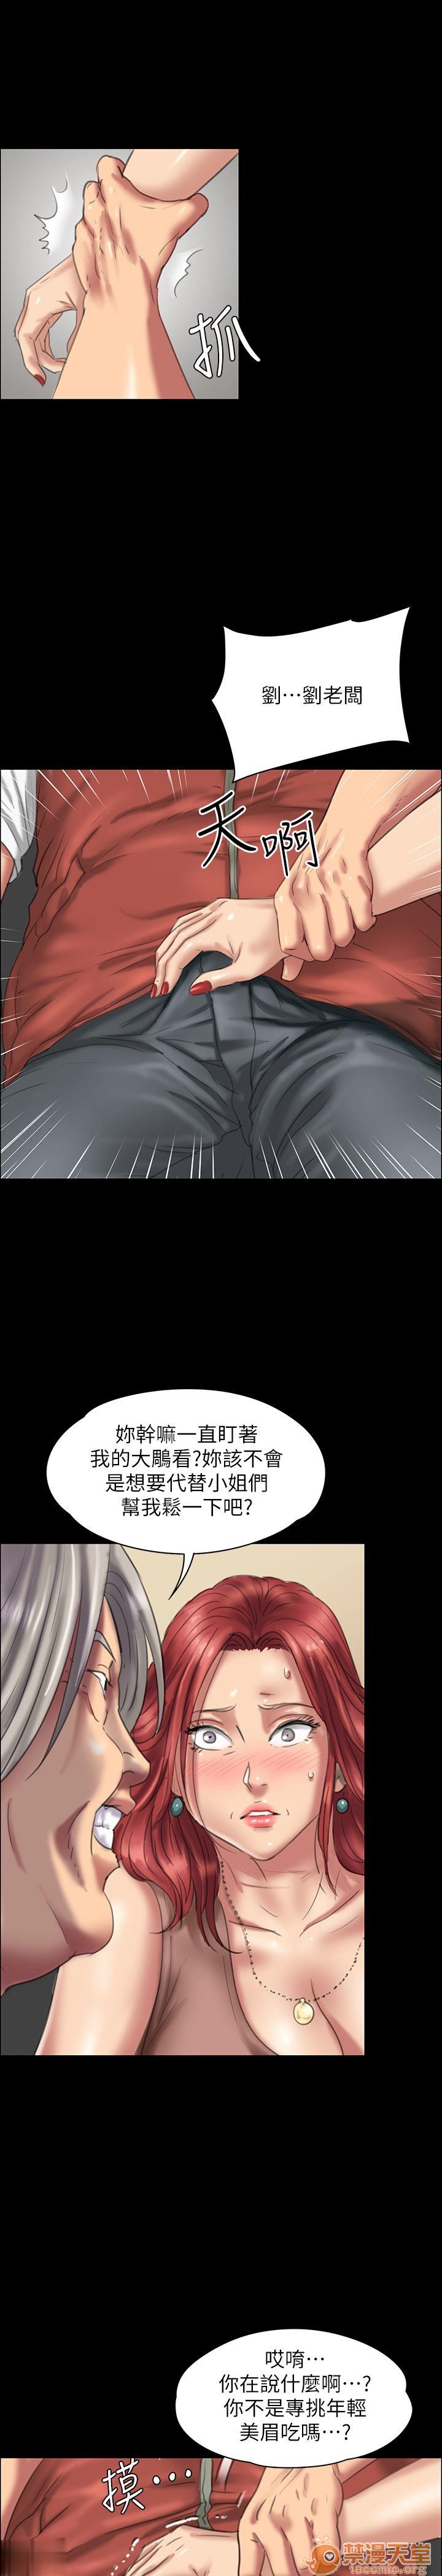 抓
劉…劉老闆
天啊
妳幹嘛一直盯著
我的大鵰看?妳該不會
是想要代替小姐們
幫我鬆一下吧?
哎唷…
你在說什麼啊…?
你不是專挑年輕
美眉吃嗎…?
摸…
禁漫天堂
18comic.org